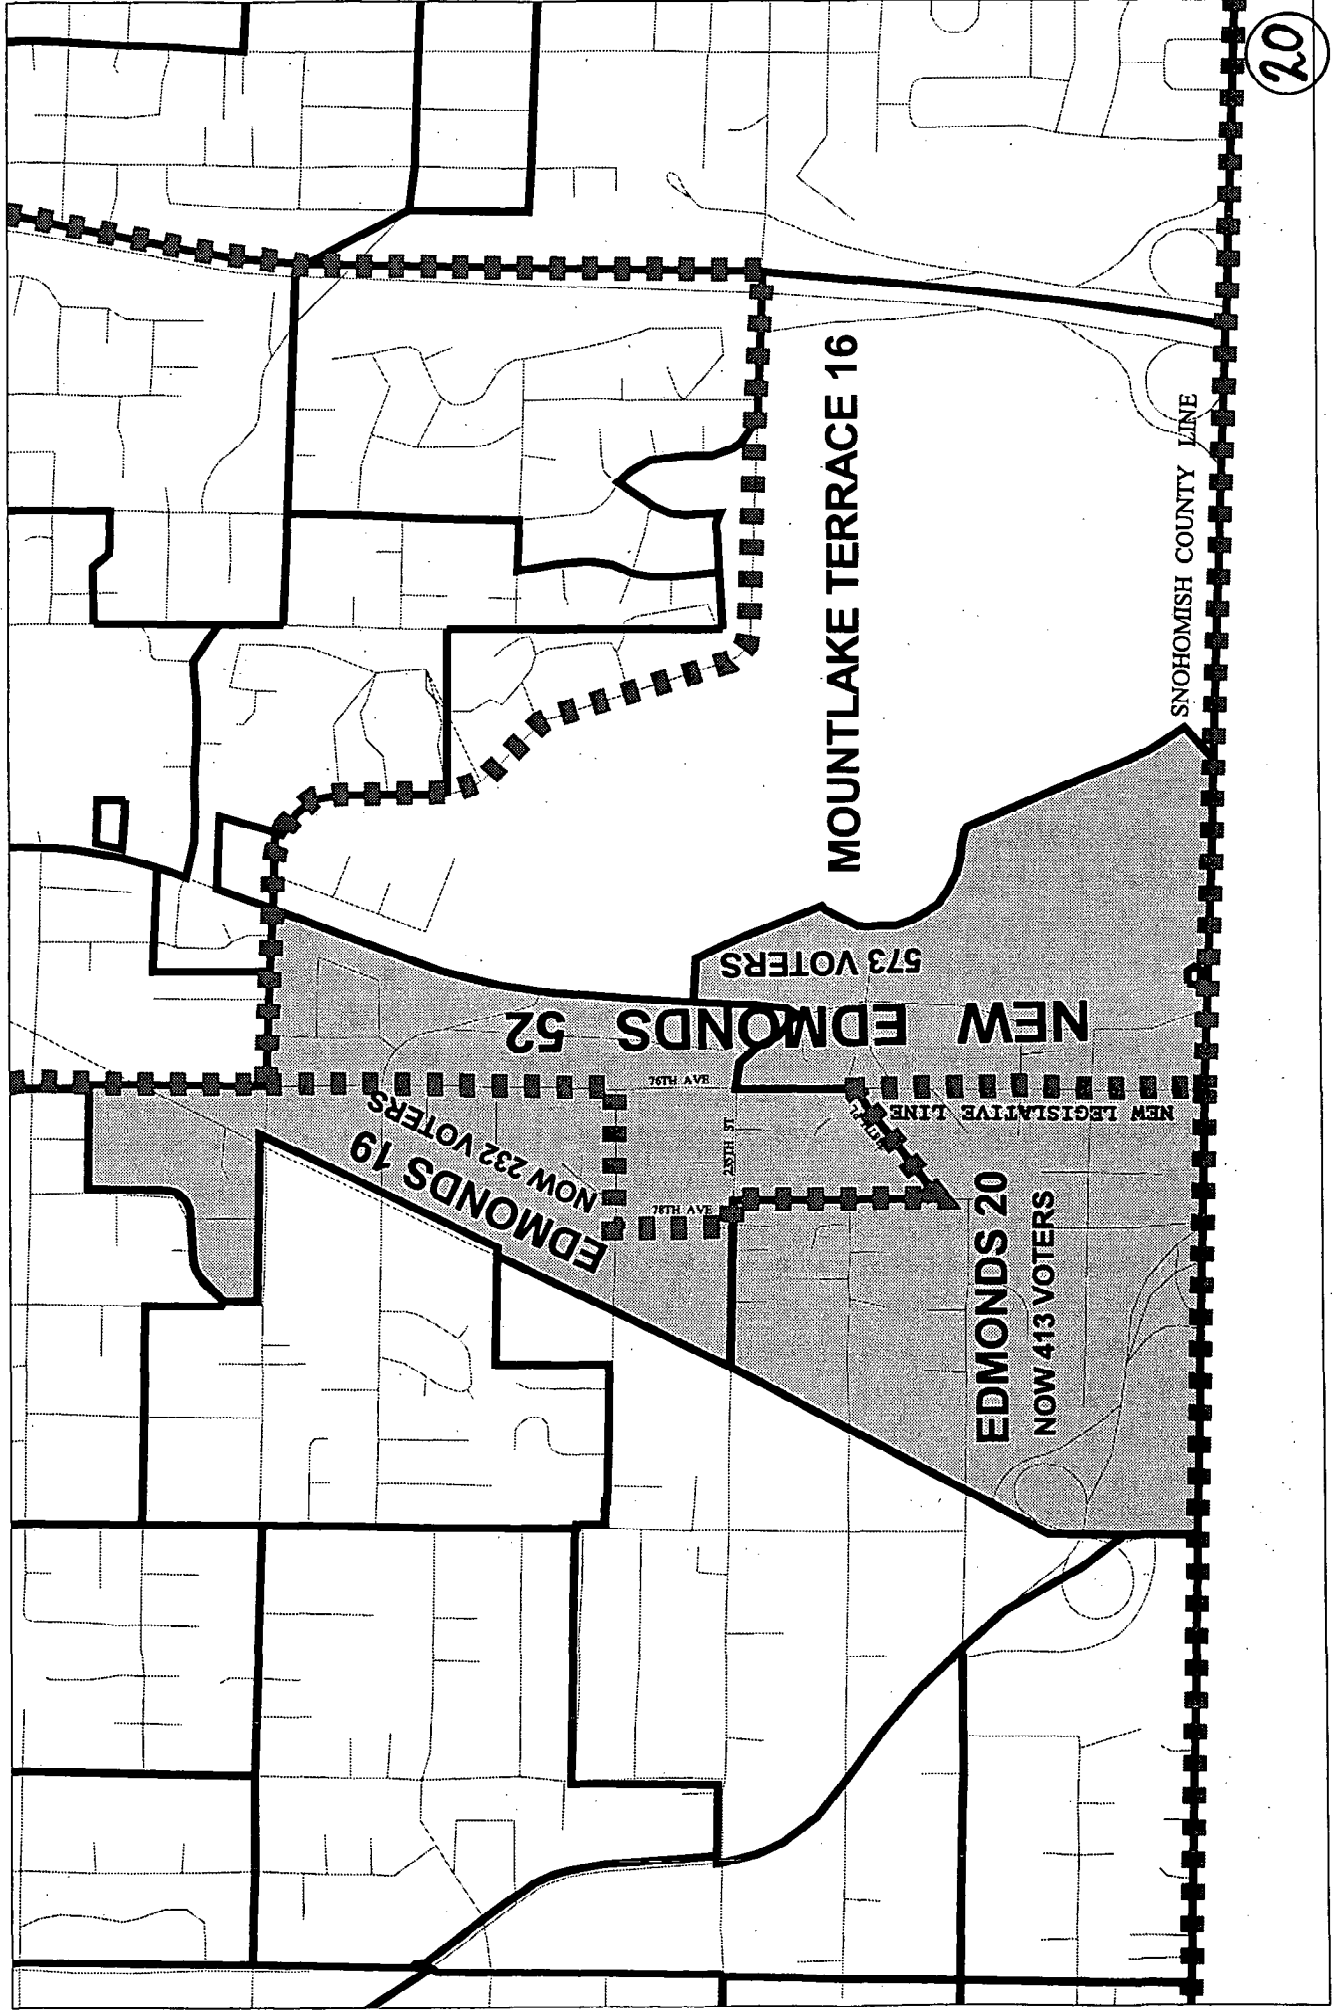 20
MOUNTLAKE TERRACE 16
SNOHOMISH COUNTY LINE
573 VOTERS
NEW EDMONDS 52
76TH AVE
NEW LEGISLATIVE LINE
EDMONDS 19
NOW 232 VOTERS
78TH AVE
EDMONDS 20
NOW 413 VOTERS